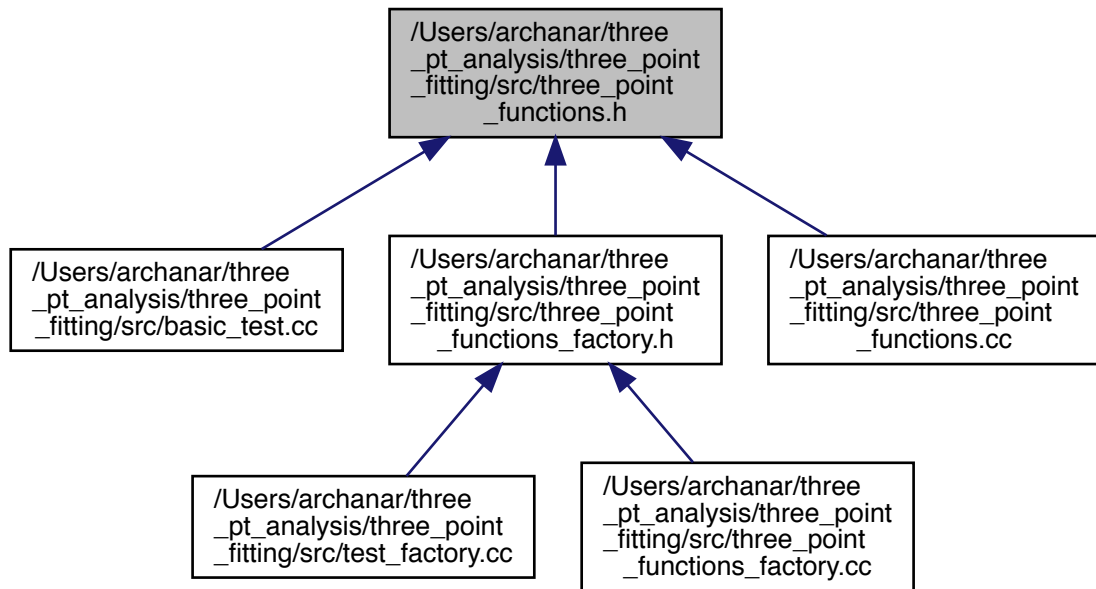 /Users/archanar/three
_pt_analysis/three_point
_fitting/src/three_point
_functions.h
/Users/archanar/three
_pt_analysis/three_point
_fitting/src/basic_test.cc
/Users/archanar/three
_pt_analysis/three_point
_fitting/src/three_point
_functions_factory.h
/Users/archanar/three
_pt_analysis/three_point
_fitting/src/three_point
_functions.cc
/Users/archanar/three
_pt_analysis/three_point
_fitting/src/test_factory.cc
/Users/archanar/three
_pt_analysis/three_point
_fitting/src/three_point
_functions_factory.cc